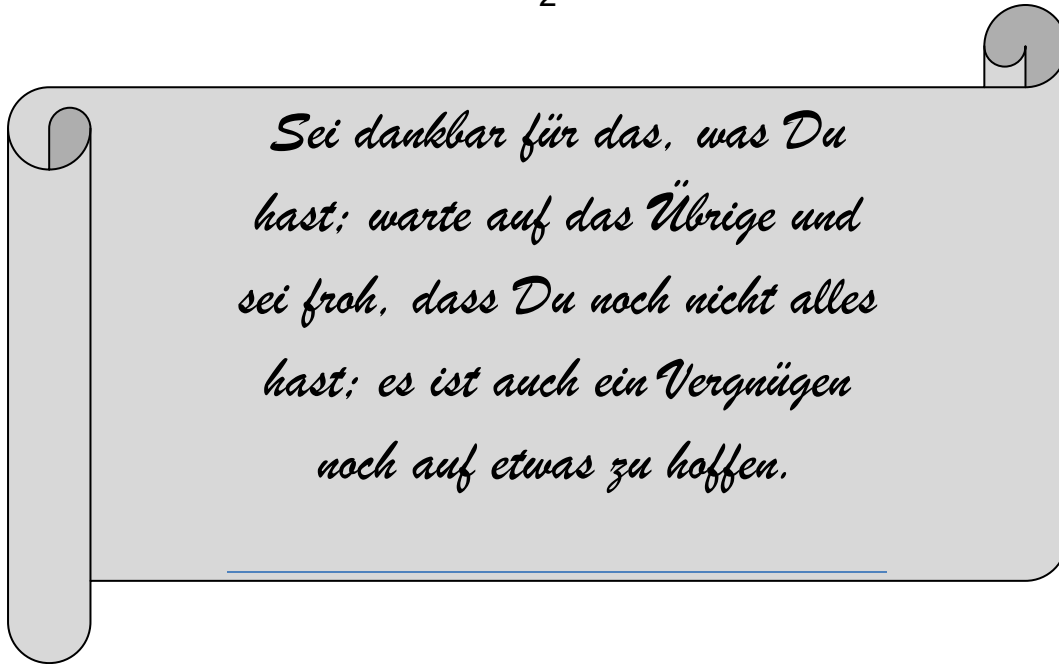 2
Sei dankbar für das, was Du
hast; warte auf das Übrige und
sei froh, dass Du noch nicht alles
hast; es ist auch ein Vergnügen
noch auf etwas zu hoffen.